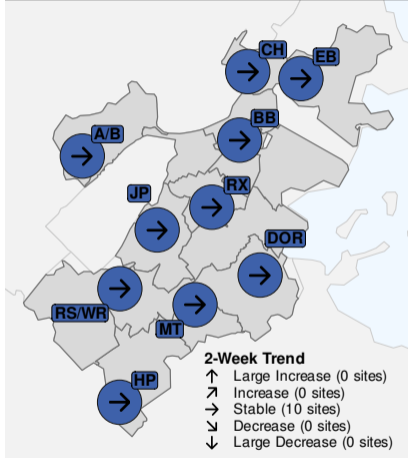 CH
EB
BB
A/B
RX
JP
DOR
RS/WR
MT
HP
2-Week Trend
↑ Large Increase (0 sites)
↗ Increase (0 sites)
→ Stable (10 sites)
↘ Decrease (0 sites)
↓ Large Decrease (0 sites)